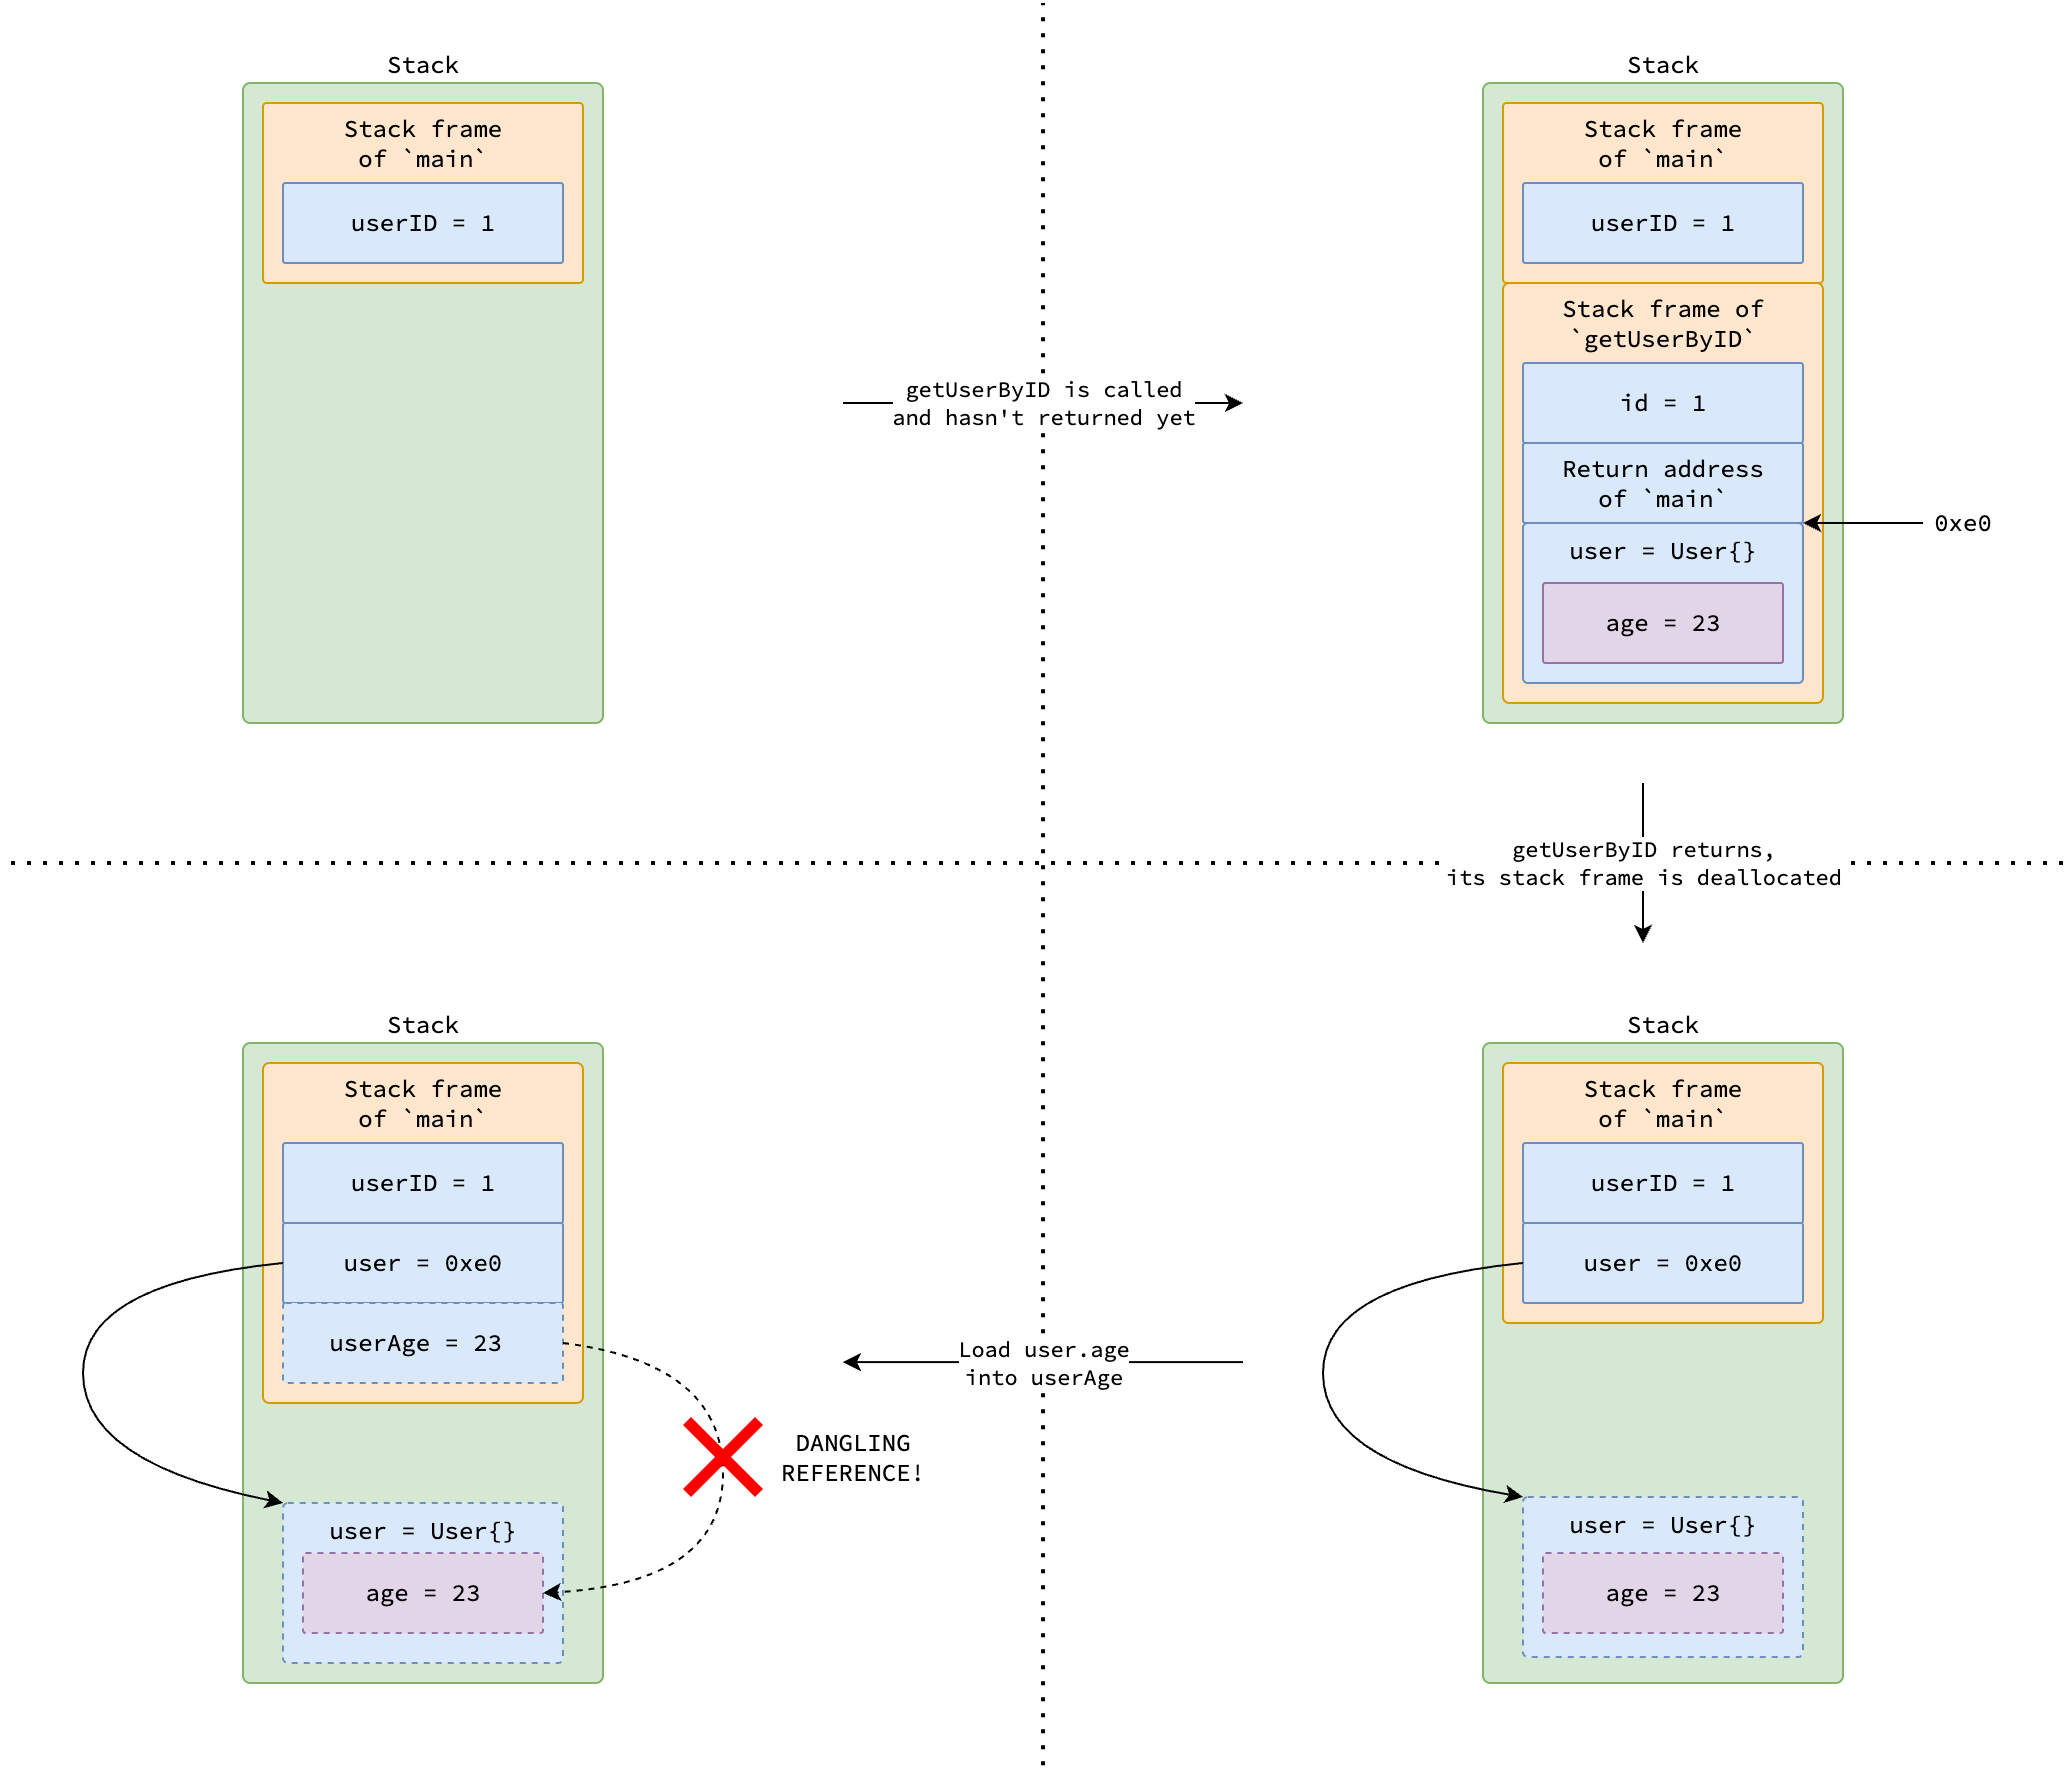 Stack
Stack frame
of `main`
userID = 1
getUserByID is called
and hasn't returned yet
Stack
Stack frame
of `main`
userID = 1
Stack frame of
`getUserByID`
id = 1
Return address
of `main`
0xe0
user = User{}
age = 23
getUserByID returns,
its stack frame is deallocated
Stack
Stack frame
of `main`
userID = 1
user = 0xe0
user = User{}
age = 23
Load user.age
into userAge
Stack
Stack frame
of `main`
userID = 1
user = 0xe0
userAge = 23
DANGLING
REFERENCE!
user = User{}
age = 23